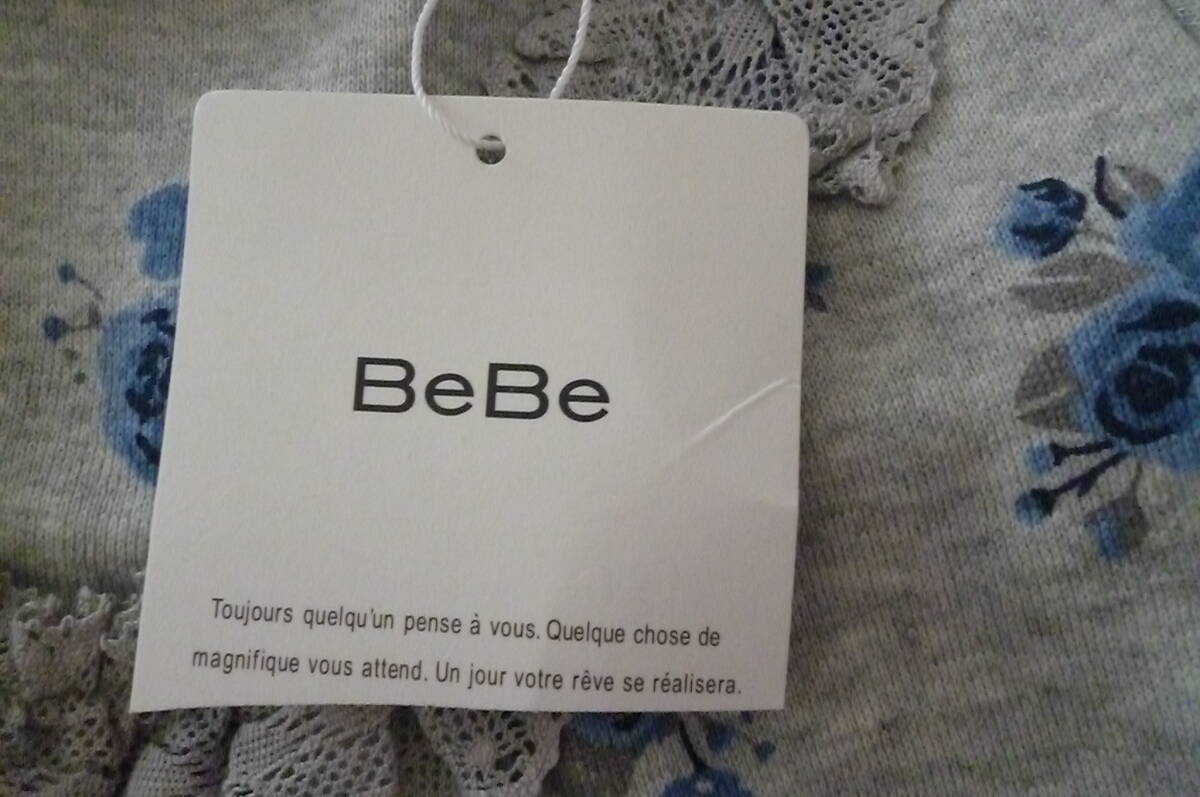 BeBe
Toujours quelqu'un pense à vous. Quelque chose de
magnifique vous attend. Un jour votre rêve se réalisera.